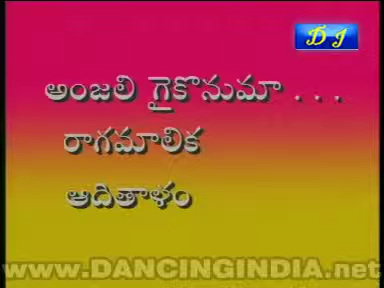 DJ
అంజలి గైకొనుమా . . .
రాగమాలిక
ఆదితాళం
www.DANCINGINDIA.net